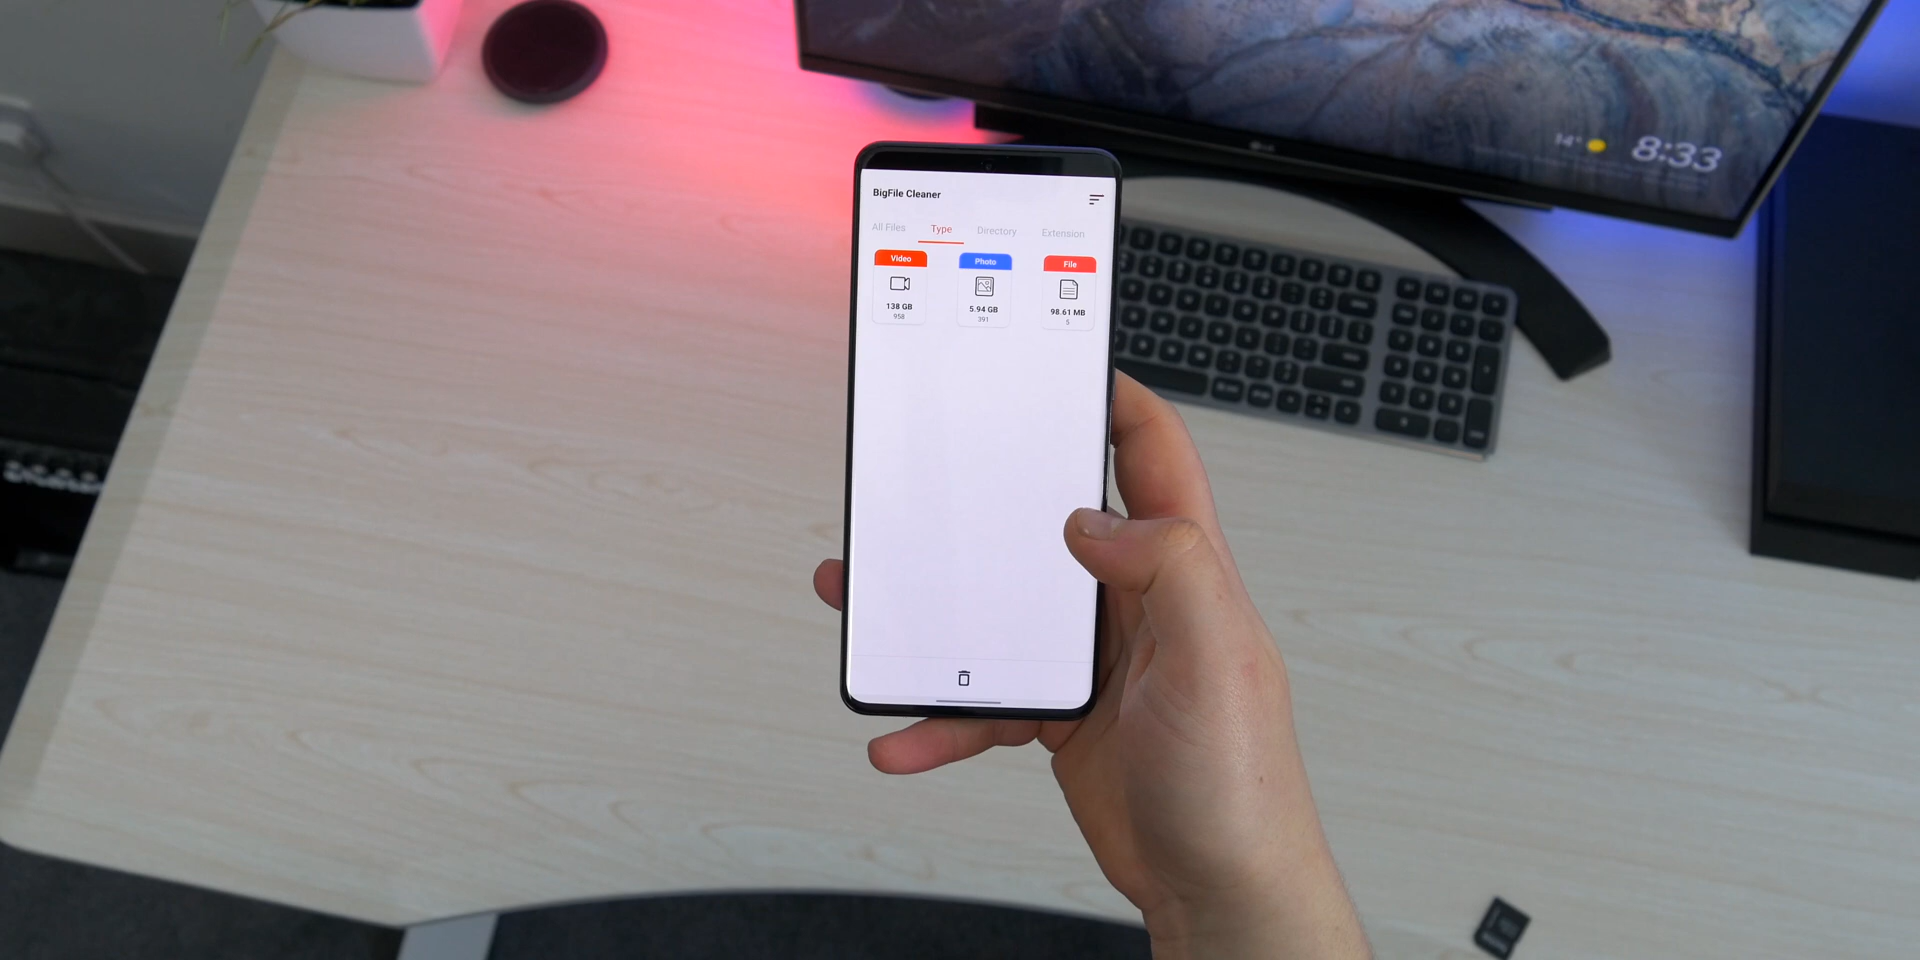 14°
8:33
LG
BigFile Cleaner
All Files Type Directory Extension
Video Photo File
138 GB 5.94 GB 98.61 MB
958 391 5